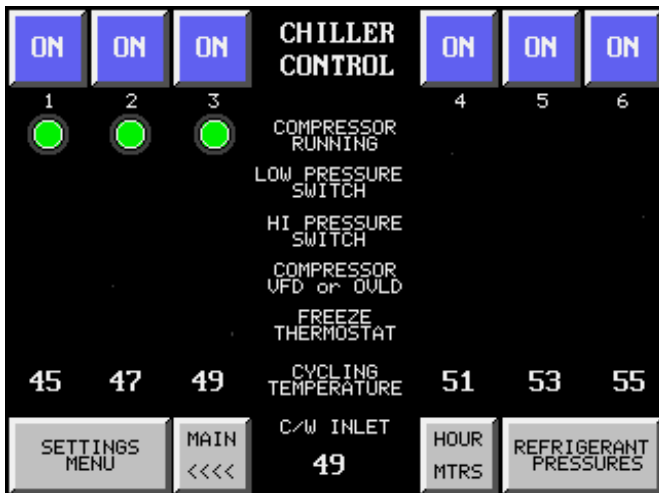 ON ON ON CHILLER CONTROL ON ON ON
1 2 3 4 5 6
COMPRESSOR
RUNNING
LOW PRESSURE
SWITCH
HI PRESSURE
SWITCH
COMPRESSOR
VFD or OVLD
FREEZE
THERMOSTAT
45 47 49 CYCLING TEMPERATURE 51 53 55
SETTINGS
MENU
MAIN
<<<<
C/W INLET
49
HOUR
MTRS
REFRIGERANT
PRESSURES